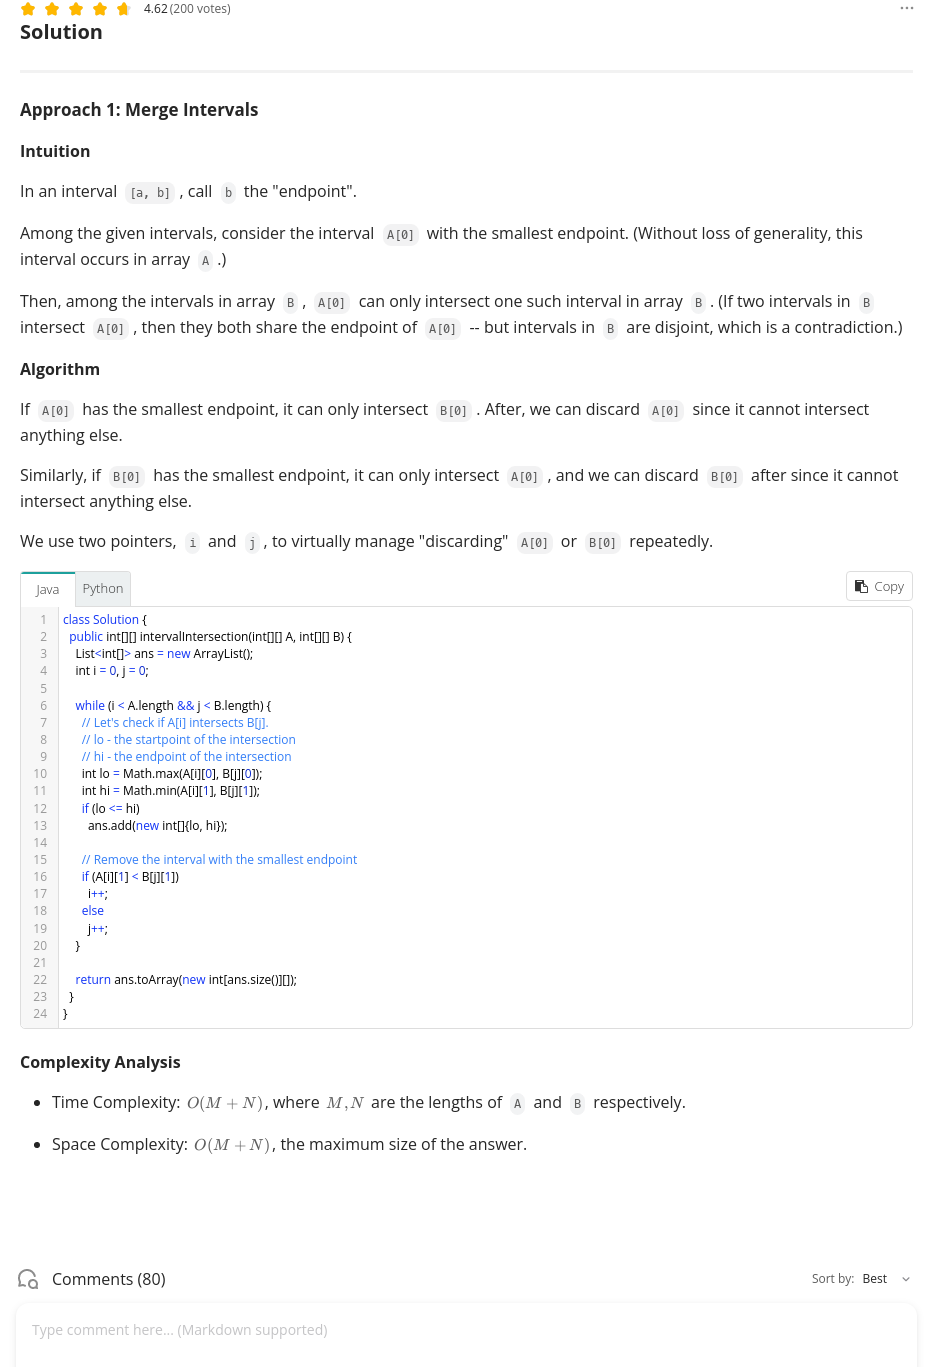 4.62 (200 votes)
Solution
Approach 1: Merge Intervals
Intuition
In an interval [a, b] , call b the "endpoint".
Among the given intervals, consider the interval A[0] with the smallest endpoint. (Without loss of generality, this
interval occurs in array A .)
Then, among the intervals in array B , A[0] can only intersect one such interval in array B . (If two intervals in B
intersect A[0] , then they both share the endpoint of A[0] -- but intervals in B are disjoint, which is a contradiction.)
Algorithm
If A[0] has the smallest endpoint, it can only intersect B[0] . After, we can discard A[0] since it cannot intersect
anything else.
Similarly, if B[0] has the smallest endpoint, it can only intersect A[0] , and we can discard B[0] after since it cannot
intersect anything else.
We use two pointers, i and j , to virtually manage "discarding" A[0] or B[0] repeatedly.
Java Python Copy
1 class Solution {
2 public int[][] intervalIntersection(int[][] A, int[][] B) {
3 List<int[]> ans = new ArrayList();
4 int i = 0, j = 0;
5
6 while (i < A.length && j < B.length) {
7 // Let's check if A[i] intersects B[j].
8 // lo - the startpoint of the intersection
9 // hi - the endpoint of the intersection
10 int lo = Math.max(A[i][0], B[j][0]);
11 int hi = Math.min(A[i][1], B[j][1]);
12 if (lo <= hi)
13 ans.add(new int[]{lo, hi});
14
15 // Remove the interval with the smallest endpoint
16 if (A[i][1] < B[j][1])
17 i++;
18 else
19 j++;
20 }
21
22 return ans.toArray(new int[ans.size()][]);
23 }
24 }
Complexity Analysis
• Time Complexity: O(M + N), where M, N are the lengths of A and B respectively.
• Space Complexity: O(M + N), the maximum size of the answer.
Comments (80) Sort by: Best
Type comment here... (Markdown supported)